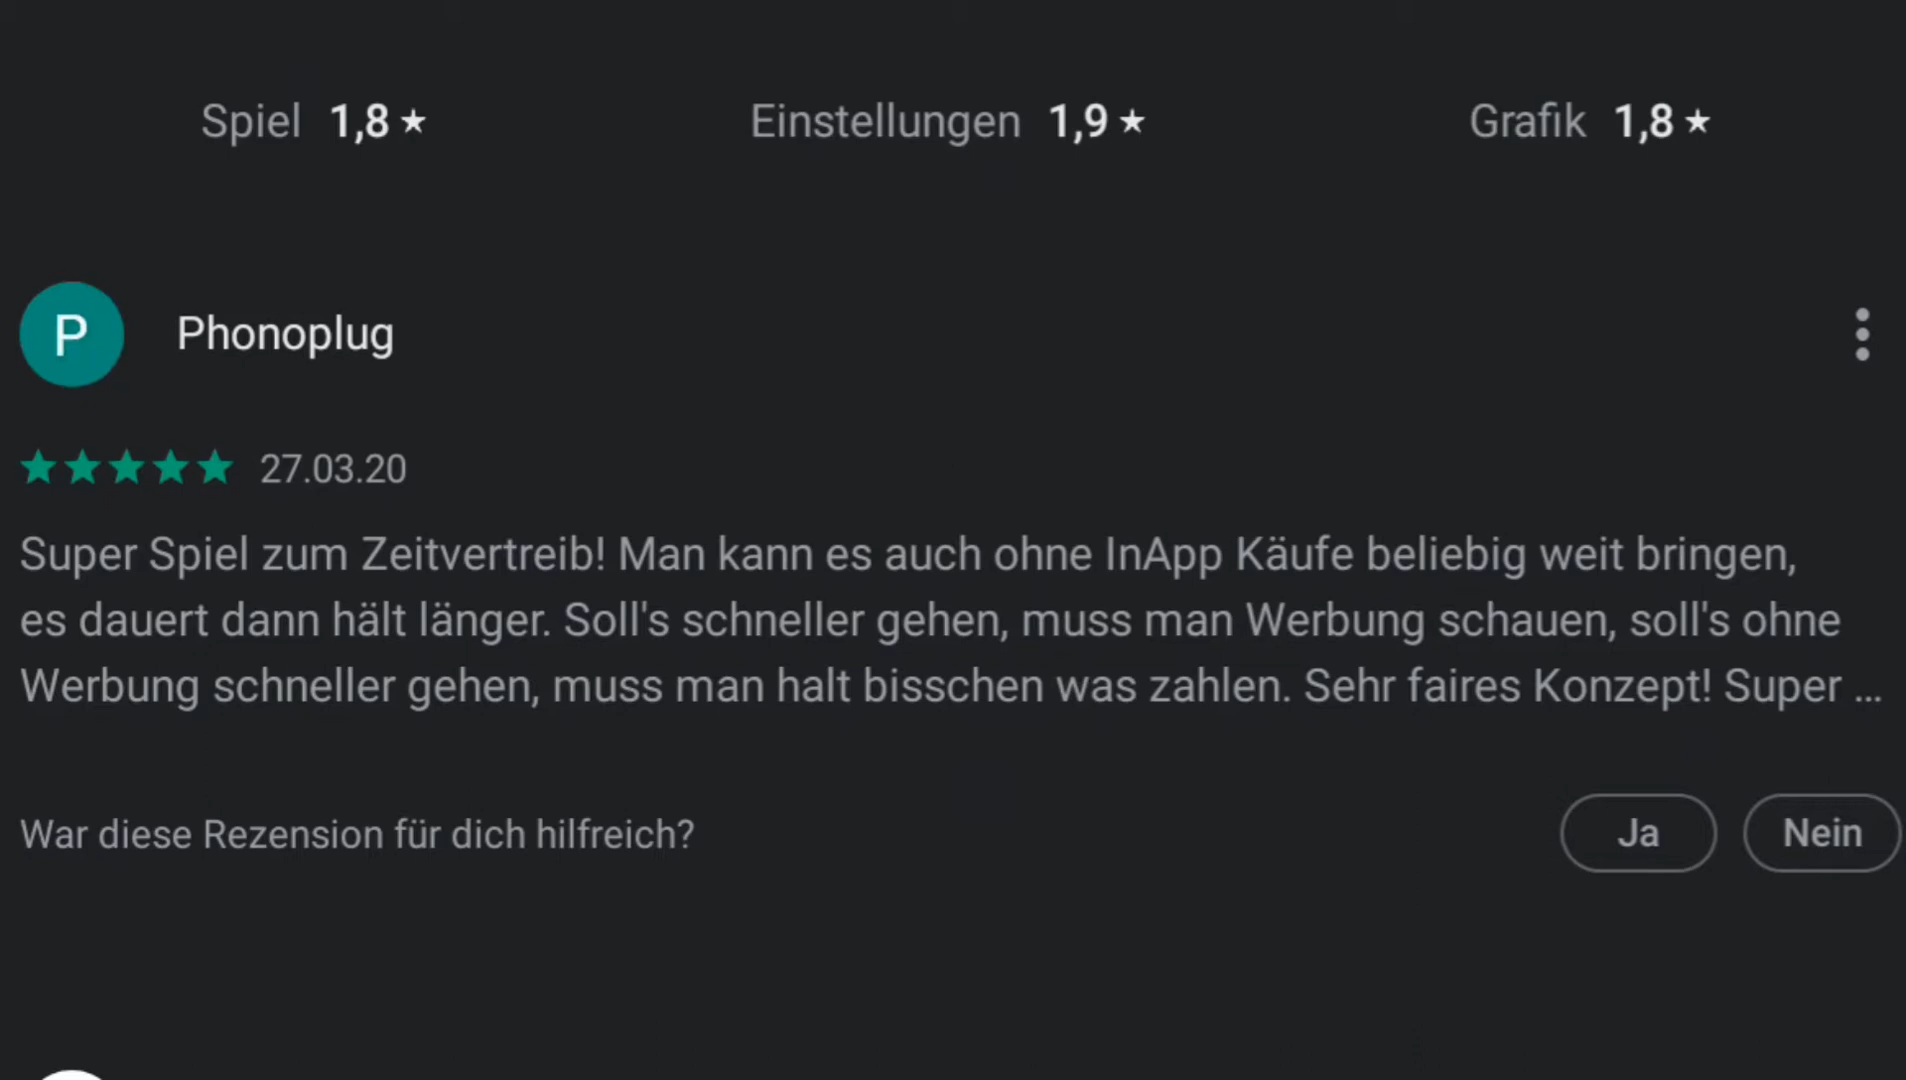 Spiel 1,8 ★ Einstellungen 1,9 ★ Grafik 1,8 ★
P Phonoplug
★★★★★ 27.03.20
Super Spiel zum Zeitvertreib! Man kann es auch ohne InApp Käufe beliebig weit bringen,
es dauert dann hält länger. Soll's schneller gehen, muss man Werbung schauen, soll's ohne
Werbung schneller gehen, muss man halt bisschen was zahlen. Sehr faires Konzept! Super ...
War diese Rezension für dich hilfreich? Ja Nein